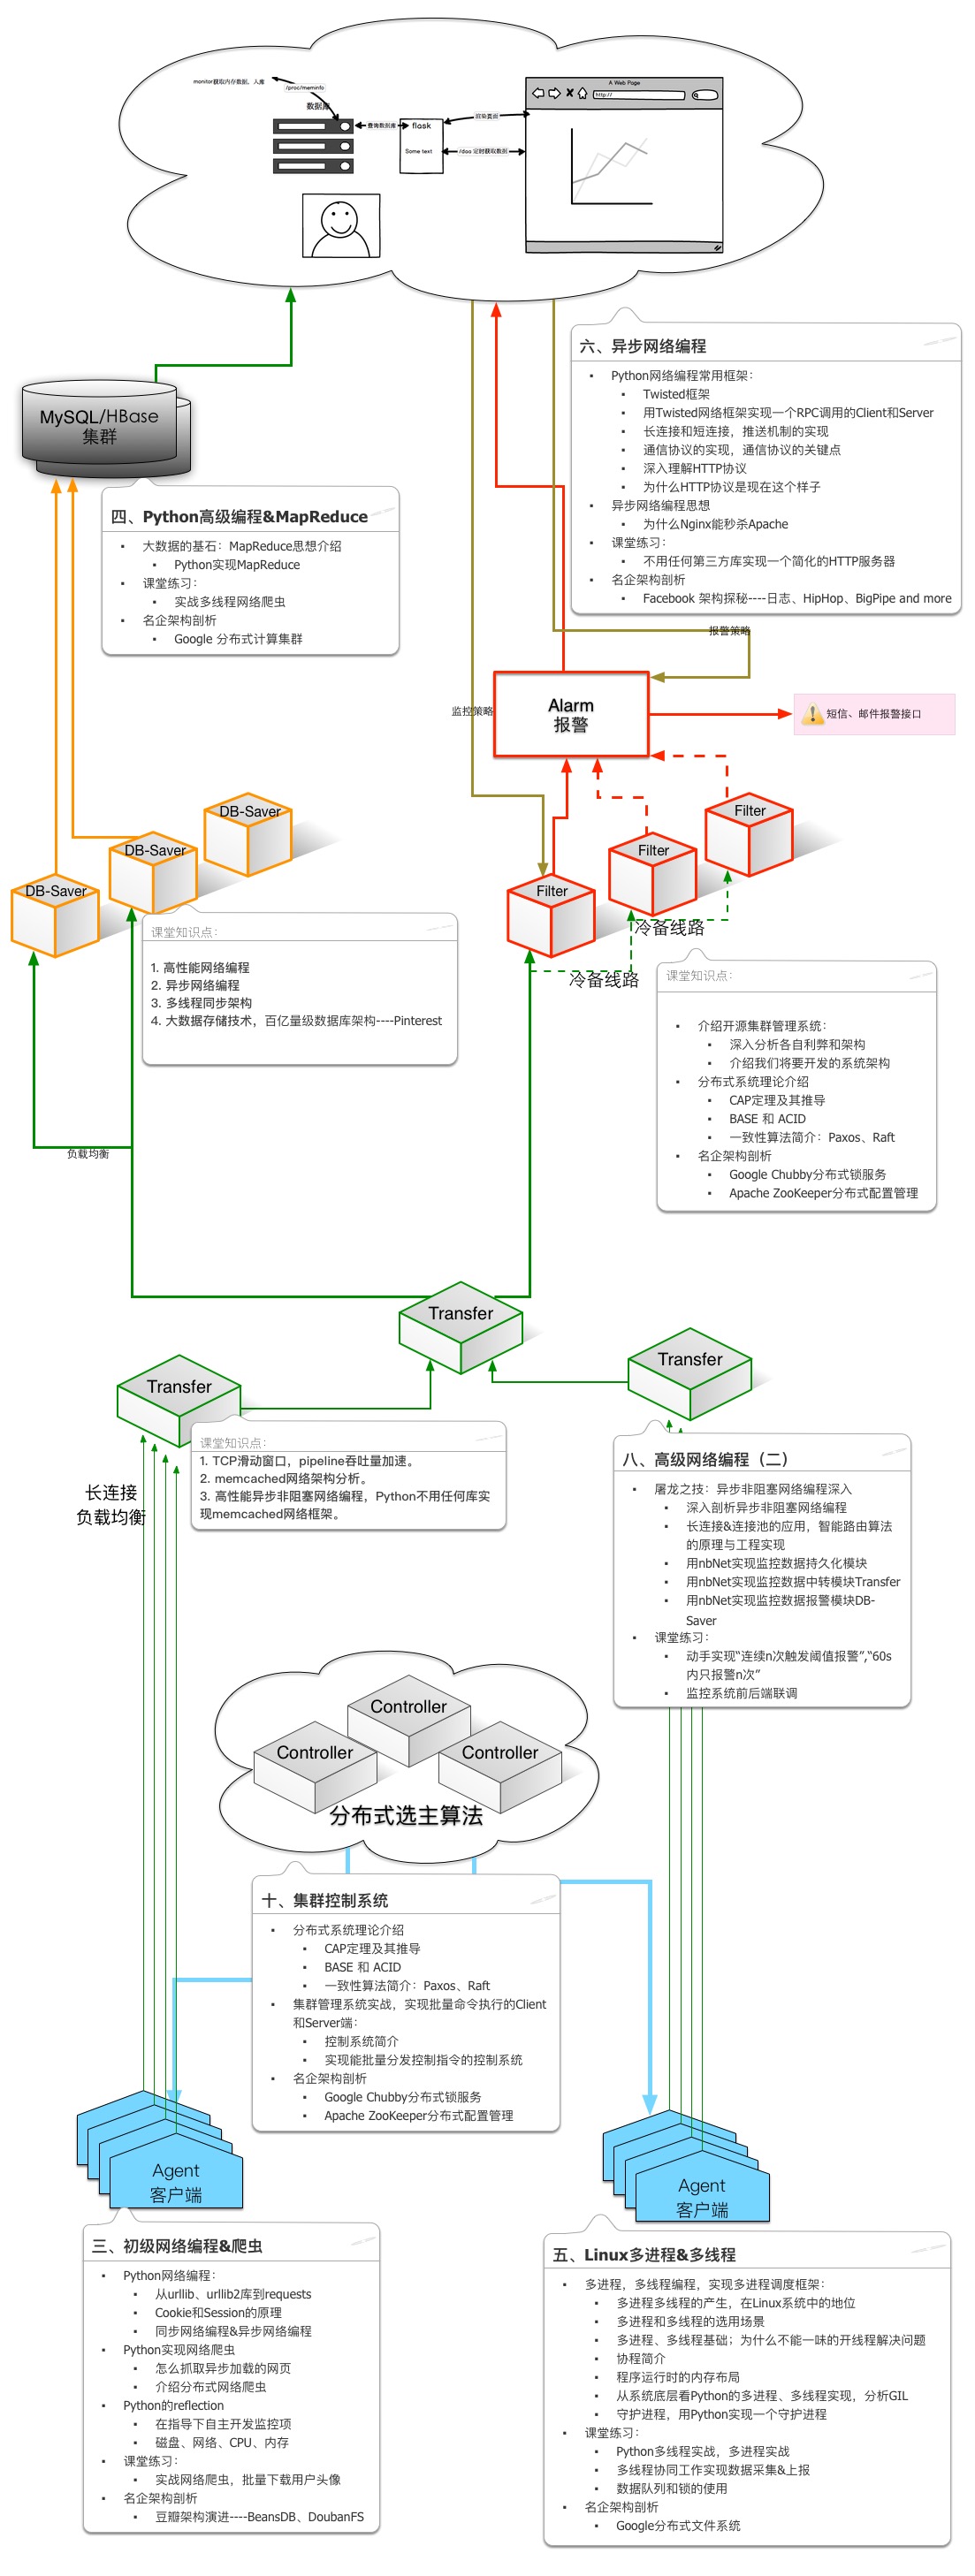 A Web Page
http://
monitor获取内存数据，入库
/proc/meminfo
数据库
查询数据库
flask
渲染页面
Some text
/doo 定时获取数据
六、异步网络编程
Python网络编程常用框架：
Twisted框架
用Twisted网络框架实现一个RPC调用的Client和Server
长连接和短连接，推送机制的实现
通信协议的实现，通信协议的关键点
深入理解HTTP协议
为什么HTTP协议是现在这个样子
异步网络编程思想
为什么Nginx能秒杀Apache
课堂练习：
不用任何第三方库实现一个简化的HTTP服务器
名企架构剖析
Facebook 架构探秘----日志、HipHop、BigPipe and more
MySQL/HBase
集群
四、Python高级编程&MapReduce
大数据的基石：MapReduce思想介绍
Python实现MapReduce
课堂练习：
实战多线程网络爬虫
名企架构剖析
Google 分布式计算集群
报警策略
监控策略
Alarm
报警
短信、邮件报警接口
DB-Saver
DB-Saver
DB-Saver
Filter
Filter
Filter
冷备线路
冷备线路
课堂知识点：
1. 高性能网络编程
2. 异步网络编程
3. 多线程同步架构
4. 大数据存储技术，百亿量级数据库架构----Pinterest
课堂知识点：
介绍开源集群管理系统：
深入分析各自利弊和架构
介绍我们将要开发的系统架构
分布式系统理论介绍
CAP定理及其推导
BASE 和 ACID
一致性算法简介：Paxos、Raft
名企架构剖析
Google Chubby分布式锁服务
Apache ZooKeeper分布式配置管理
负载均衡
Transfer
Transfer
Transfer
课堂知识点：
1. TCP滑动窗口，pipeline吞吐量加速。
2. memcached网络架构分析。
3. 高性能异步非阻塞网络编程，Python不用任何库实
现memcached网络框架。
长连接
负载均衡
八、高级网络编程（二）
屠龙之技：异步非阻塞网络编程深入
深入剖析异步非阻塞网络编程
长连接&连接池的应用，智能路由算法
的原理与工程实现
用nbNet实现监控数据持久化模块
用nbNet实现监控数据中转模块Transfer
用nbNet实现监控数据报警模块DB-
Saver
课堂练习：
动手实现“连续n次触发阈值报警”,“60s
内只报警n次”
监控系统前后端联调
Controller
Controller
Controller
分布式选主算法
十、集群控制系统
分布式系统理论介绍
CAP定理及其推导
BASE 和 ACID
一致性算法简介：Paxos、Raft
集群管理系统实战，实现批量命令执行的Client
和Server端：
控制系统简介
实现能批量分发控制指令的控制系统
名企架构剖析
Google Chubby分布式锁服务
Apache ZooKeeper分布式配置管理
Agent
客户端
Agent
客户端
三、初级网络编程&爬虫
Python网络编程：
从urllib、urllib2库到requests
Cookie和Session的原理
同步网络编程&异步网络编程
Python实现网络爬虫
怎么抓取异步加载的网页
介绍分布式网络爬虫
Python的reflection
在指导下自主开发监控项
磁盘、网络、CPU、内存
课堂练习：
实战网络爬虫，批量下载用户头像
名企架构剖析
豆瓣架构演进----BeansDB、DoubanFS
五、Linux多进程&多线程
多进程，多线程编程，实现多进程调度框架：
多进程多线程的产生，在Linux系统中的地位
多进程和多线程的选用场景
多进程、多线程基础；为什么不能一味的开线程解决问题
协程简介
程序运行时的内存布局
从系统底层看Python的多进程、多线程实现，分析GIL
守护进程，用Python实现一个守护进程
课堂练习：
Python多线程实战，多进程实战
多线程协同工作实现数据采集&上报
数据队列和锁的使用
名企架构剖析
Google分布式文件系统